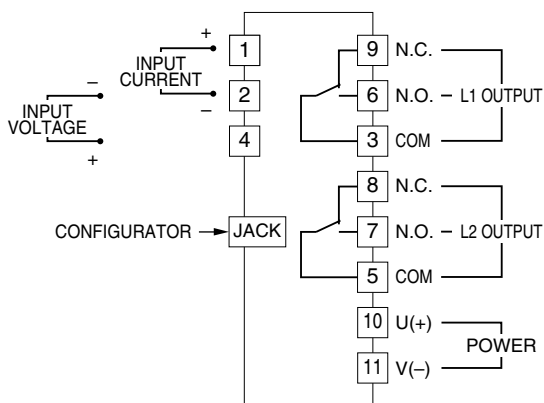 +
INPUT
CURRENT
–
–
INPUT
VOLTAGE
+
1
2
4
CONFIGURATOR
JACK
9 N.C.
6 N.O. L1 OUTPUT
3 COM
8 N.C.
7 N.O. L2 OUTPUT
5 COM
10 U(+)
POWER
11 V(–)